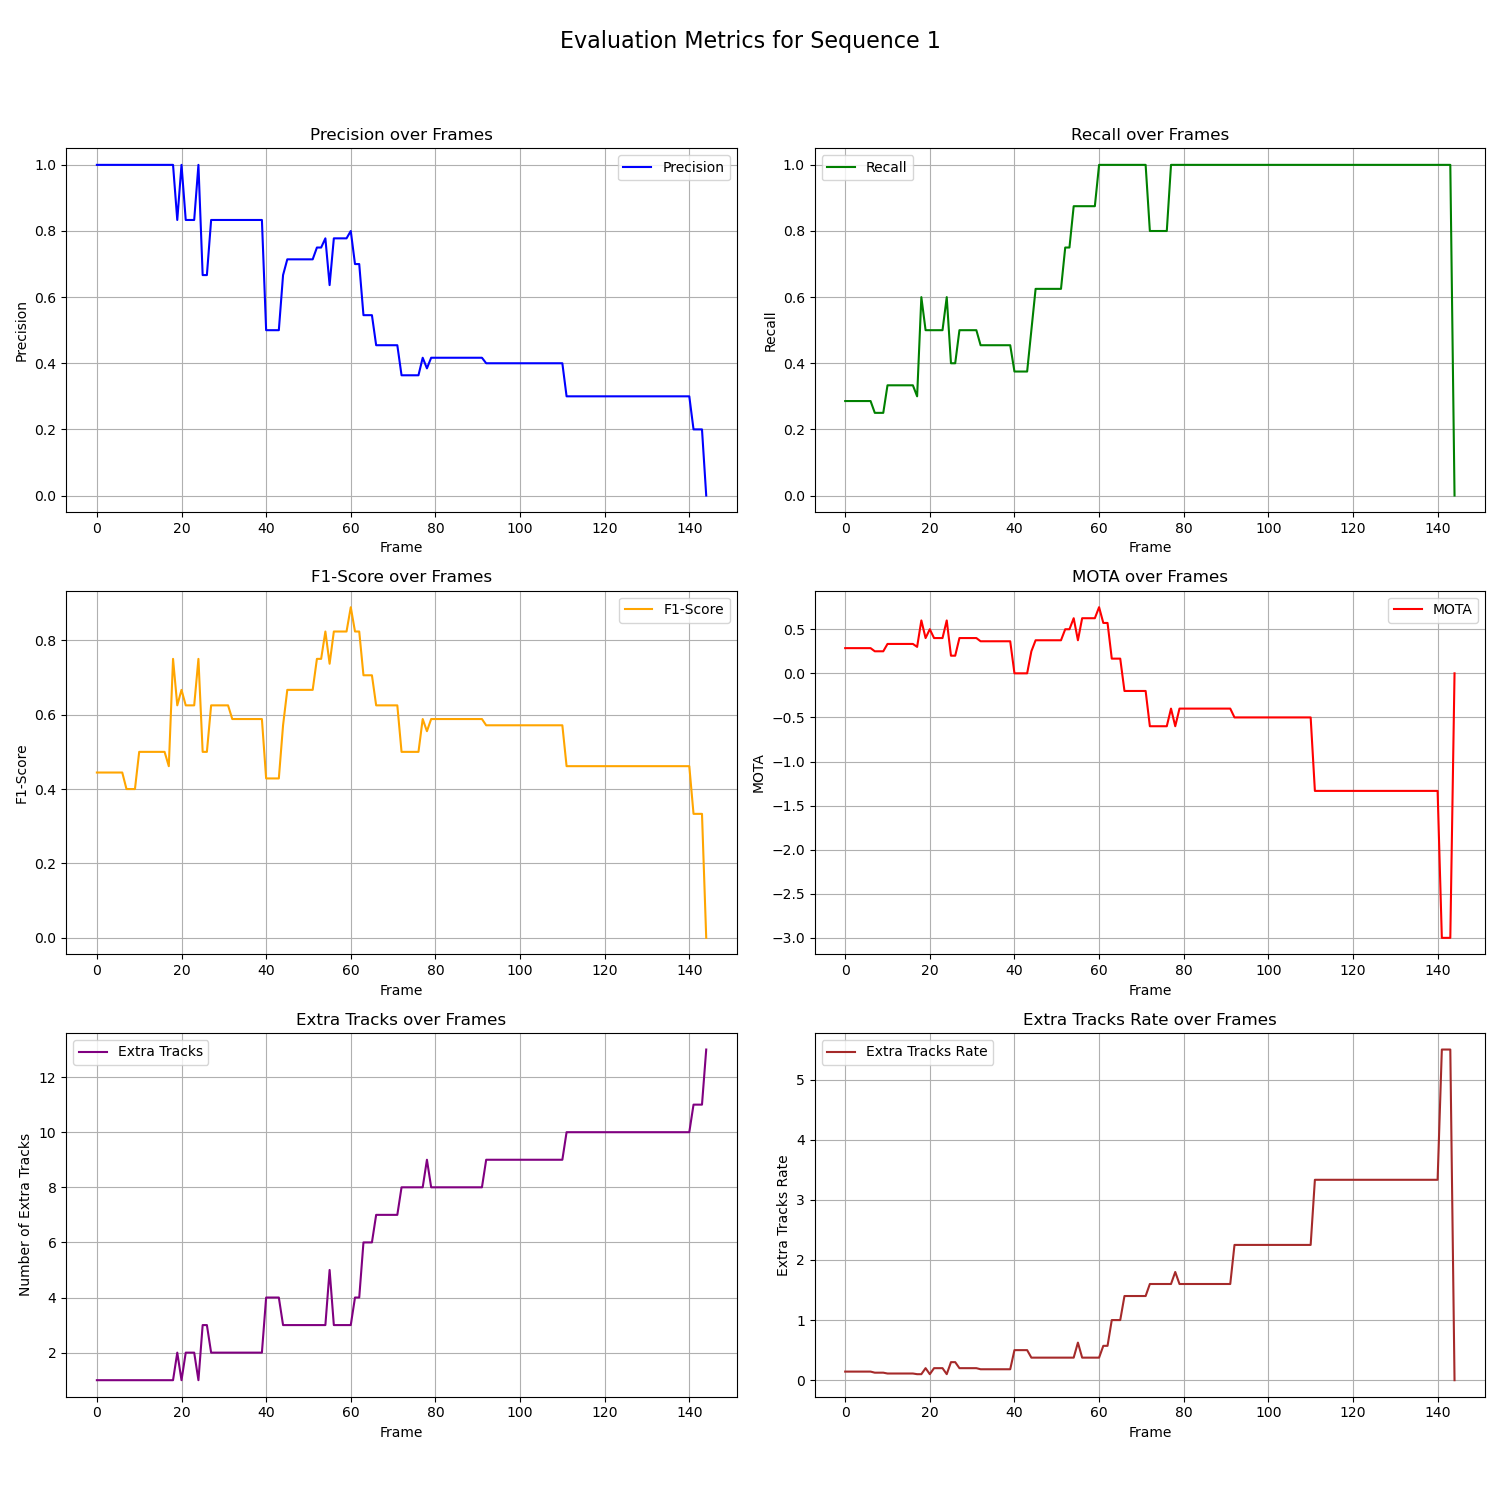 Evaluation Metrics for Sequence 1
Precision over Frames
Precision
1.0
0.8
0.6
0.4
0.2
0.0
Precision
0 20 40 60 80 100 120 140
Frame
Recall over Frames
Recall
1.0
0.8
0.6
0.4
0.2
0.0
Recall
0 20 40 60 80 100 120 140
Frame
F1-Score over Frames
F1-Score
0.8
0.6
0.4
0.2
0.0
F1-Score
0 20 40 60 80 100 120 140
Frame
MOTA over Frames
MOTA
0.5
0.0
−0.5
−1.0
−1.5
−2.0
−2.5
−3.0
MOTA
0 20 40 60 80 100 120 140
Frame
Extra Tracks over Frames
Extra Tracks
12
10
8
6
4
2
Number of Extra Tracks
0 20 40 60 80 100 120 140
Frame
Extra Tracks Rate over Frames
Extra Tracks Rate
5
4
3
2
1
0
Extra Tracks Rate
0 20 40 60 80 100 120 140
Frame